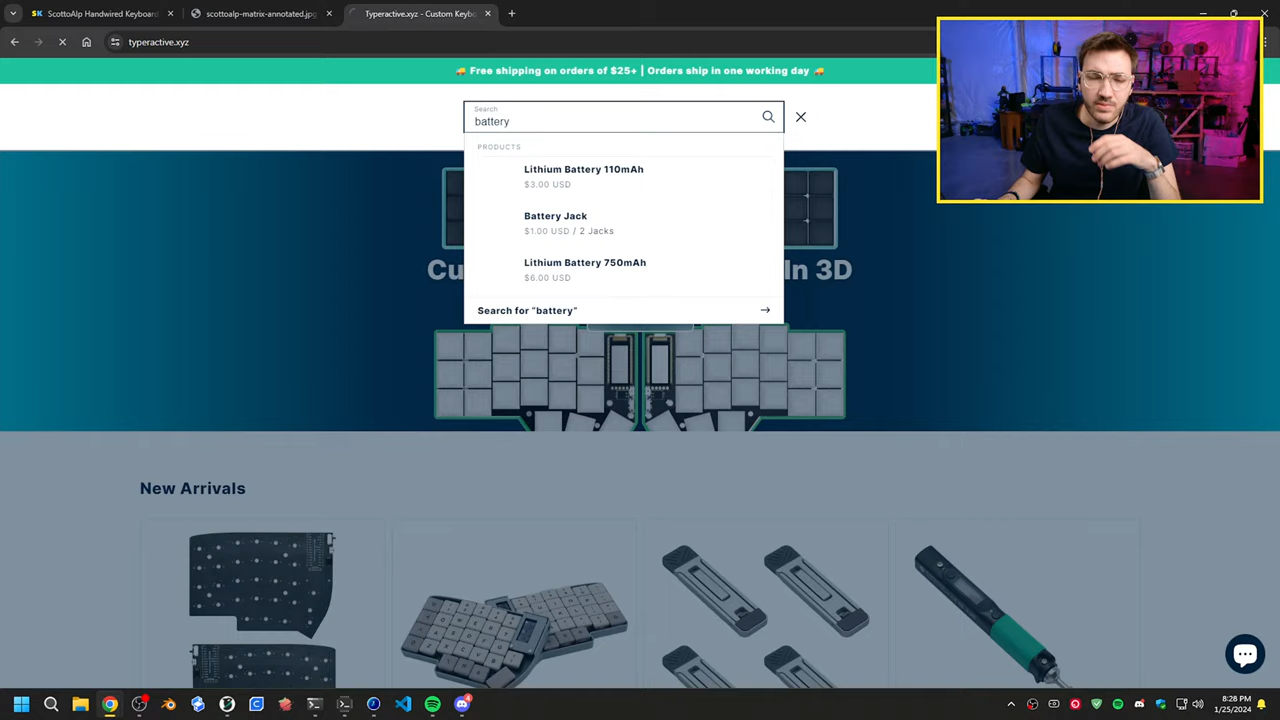 SK ScottoAlp Handwired Keyboard
scottoalp-matrix-annotated.jpg
Typeractive.xyz - Custom Keyb
typeractive.xyz
🚚 Free shipping on orders of $25+ | Orders ship in one working day 🚚
Search
battery
PRODUCTS
Lithium Battery 110mAh
$3.00 USD
Battery Jack
$1.00 USD / 2 Jacks
Lithium Battery 750mAh
$6.00 USD
Search for “battery”
Cu In 3D
New Arrivals
4
8:28 PM
1/25/2024